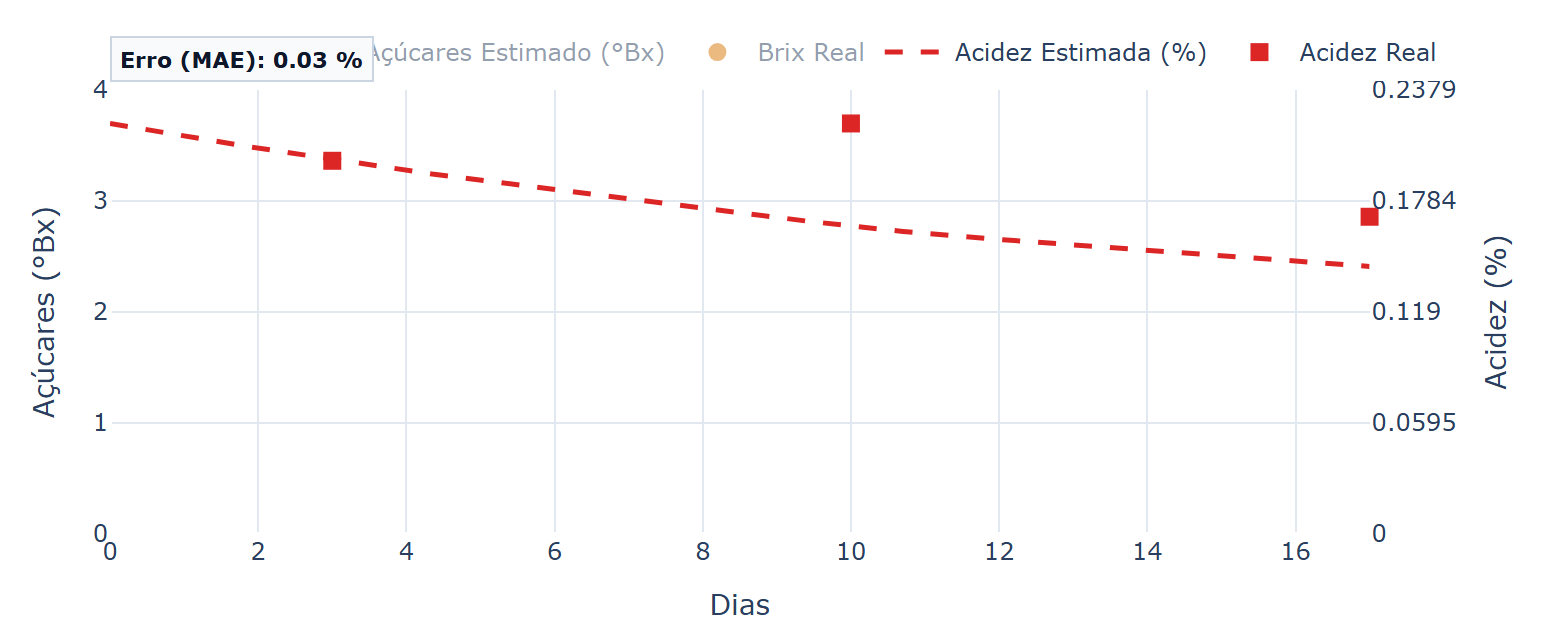 Erro (MAE): 0.03 %
Açúcares Estimado (°Bx) Brix Real Acidez Estimada (%) Acidez Real
4
3
2
1
0
Açúcares (°Bx)
0.2379
0.1784
0.119
0.0595
0
Acidez (%)
0 2 4 6 8 10 12 14 16
Dias